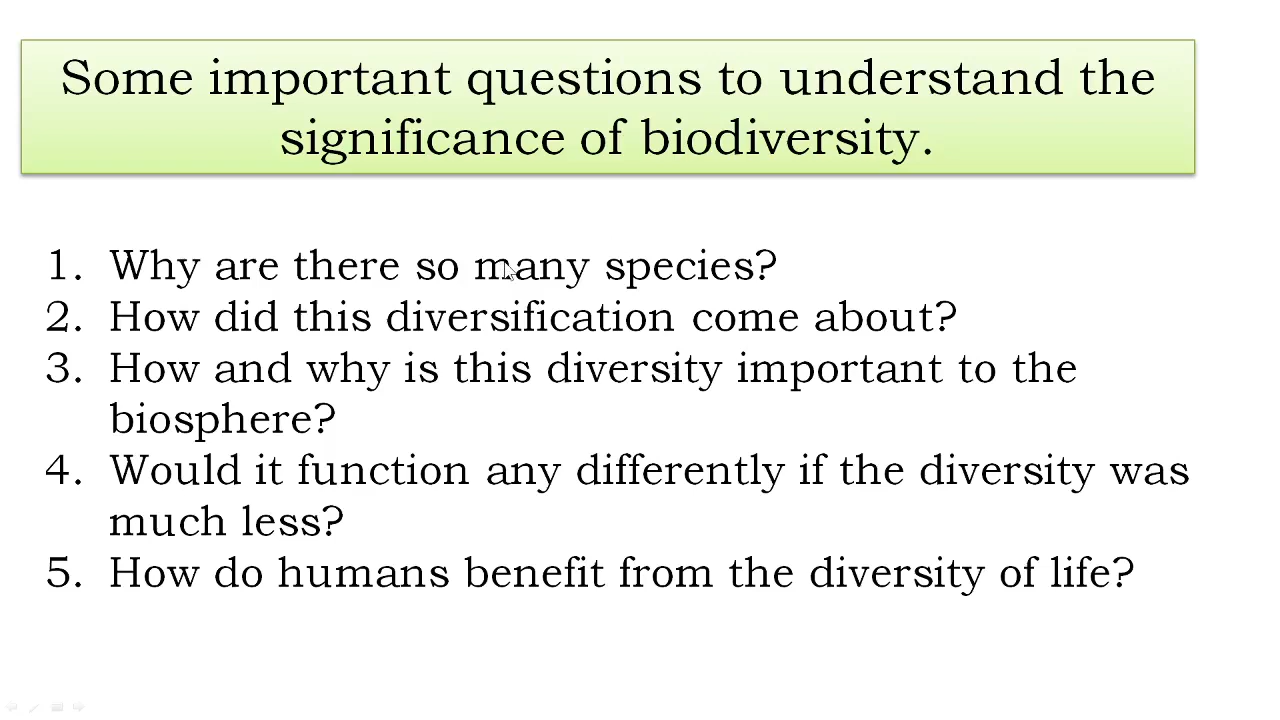 Some important questions to understand the
significance of biodiversity.
1. Why are there so many species?
2. How did this diversification come about?
3. How and why is this diversity important to the
biosphere?
4. Would it function any differently if the diversity was
much less?
5. How do humans benefit from the diversity of life?